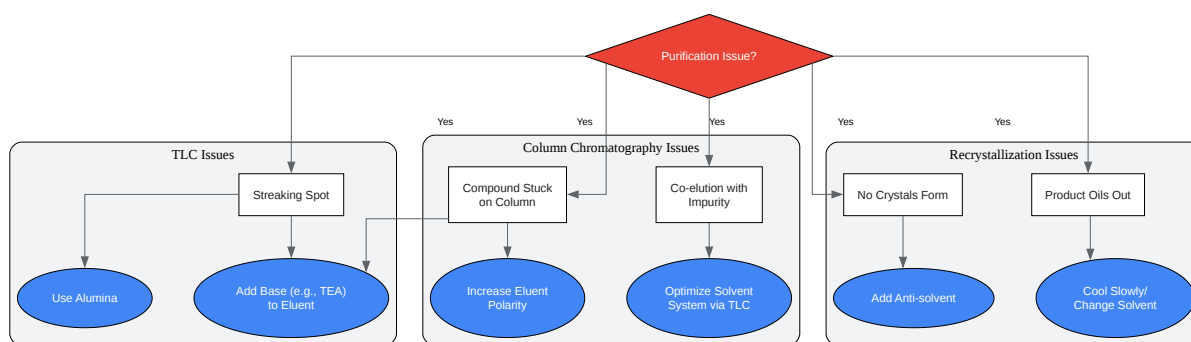 Purification Issue?
Yes
Yes
Yes
Yes
Yes
TLC Issues
Column Chromatography Issues
Recrystallization Issues
Streaking Spot
Compound Stuck
on Column
Co-elution with
Impurity
No Crystals Form
Product Oils Out
Use Alumina
Add Base (e.g., TEA)
to Eluent
Increase Eluent
Polarity
Optimize Solvent
System via TLC
Add Anti-solvent
Cool Slowly/
Change Solvent